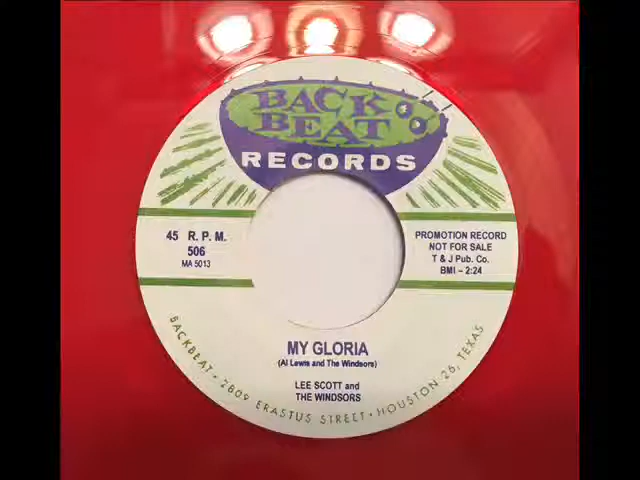 BACK
BEAT
RECORDS
45 R. P. M.
506
MA 5013
PROMOTION RECORD
NOT FOR SALE
T & J Pub. Co.
BMI – 2:24
MY GLORIA
(Al Lewis and The Windsors)
LEE SCOTT and
THE WINDSORS
BACKBEAT • 2809 ERASTUS STREET • HOUSTON 26, TEXAS